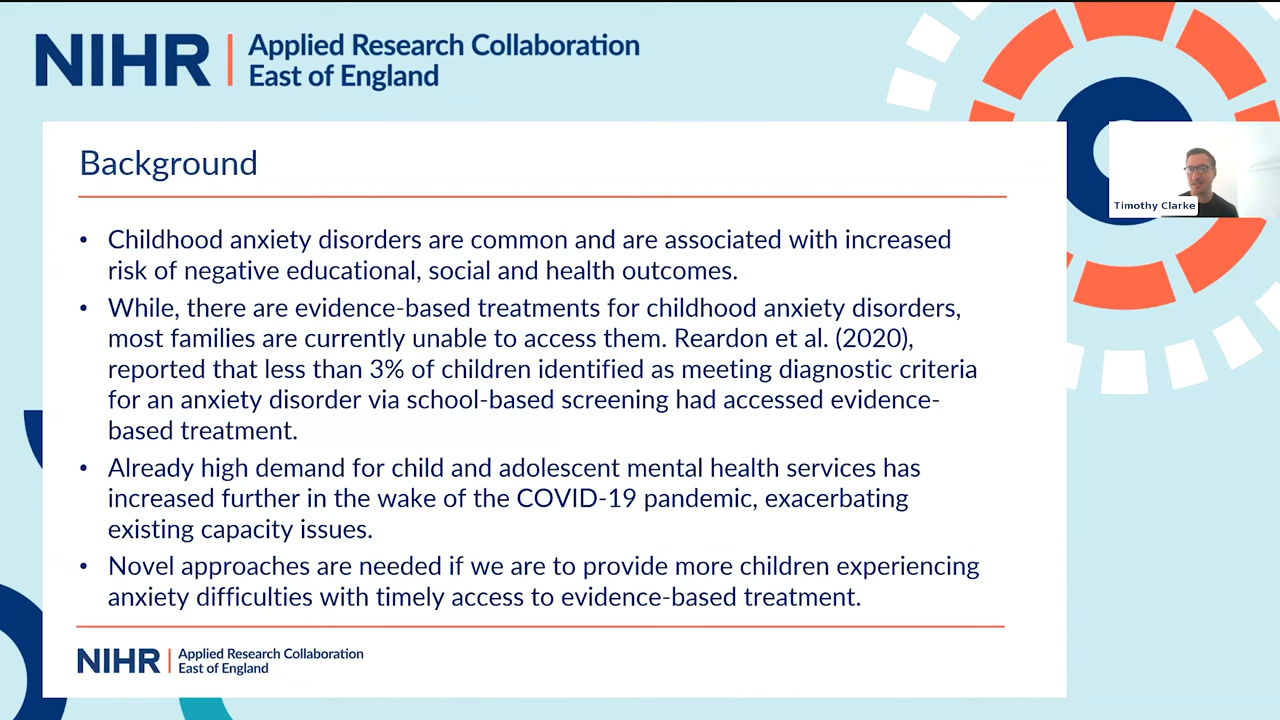 NIHR | Applied Research Collaboration
East of England
Background
Timothy Clarke
• Childhood anxiety disorders are common and are associated with increased
risk of negative educational, social and health outcomes.
• While, there are evidence-based treatments for childhood anxiety disorders,
most families are currently unable to access them. Reardon et al. (2020),
reported that less than 3% of children identified as meeting diagnostic criteria
for an anxiety disorder via school-based screening had accessed evidence-
based treatment.
• Already high demand for child and adolescent mental health services has
increased further in the wake of the COVID-19 pandemic, exacerbating
existing capacity issues.
• Novel approaches are needed if we are to provide more children experiencing
anxiety difficulties with timely access to evidence-based treatment.
NIHR | Applied Research Collaboration
East of England